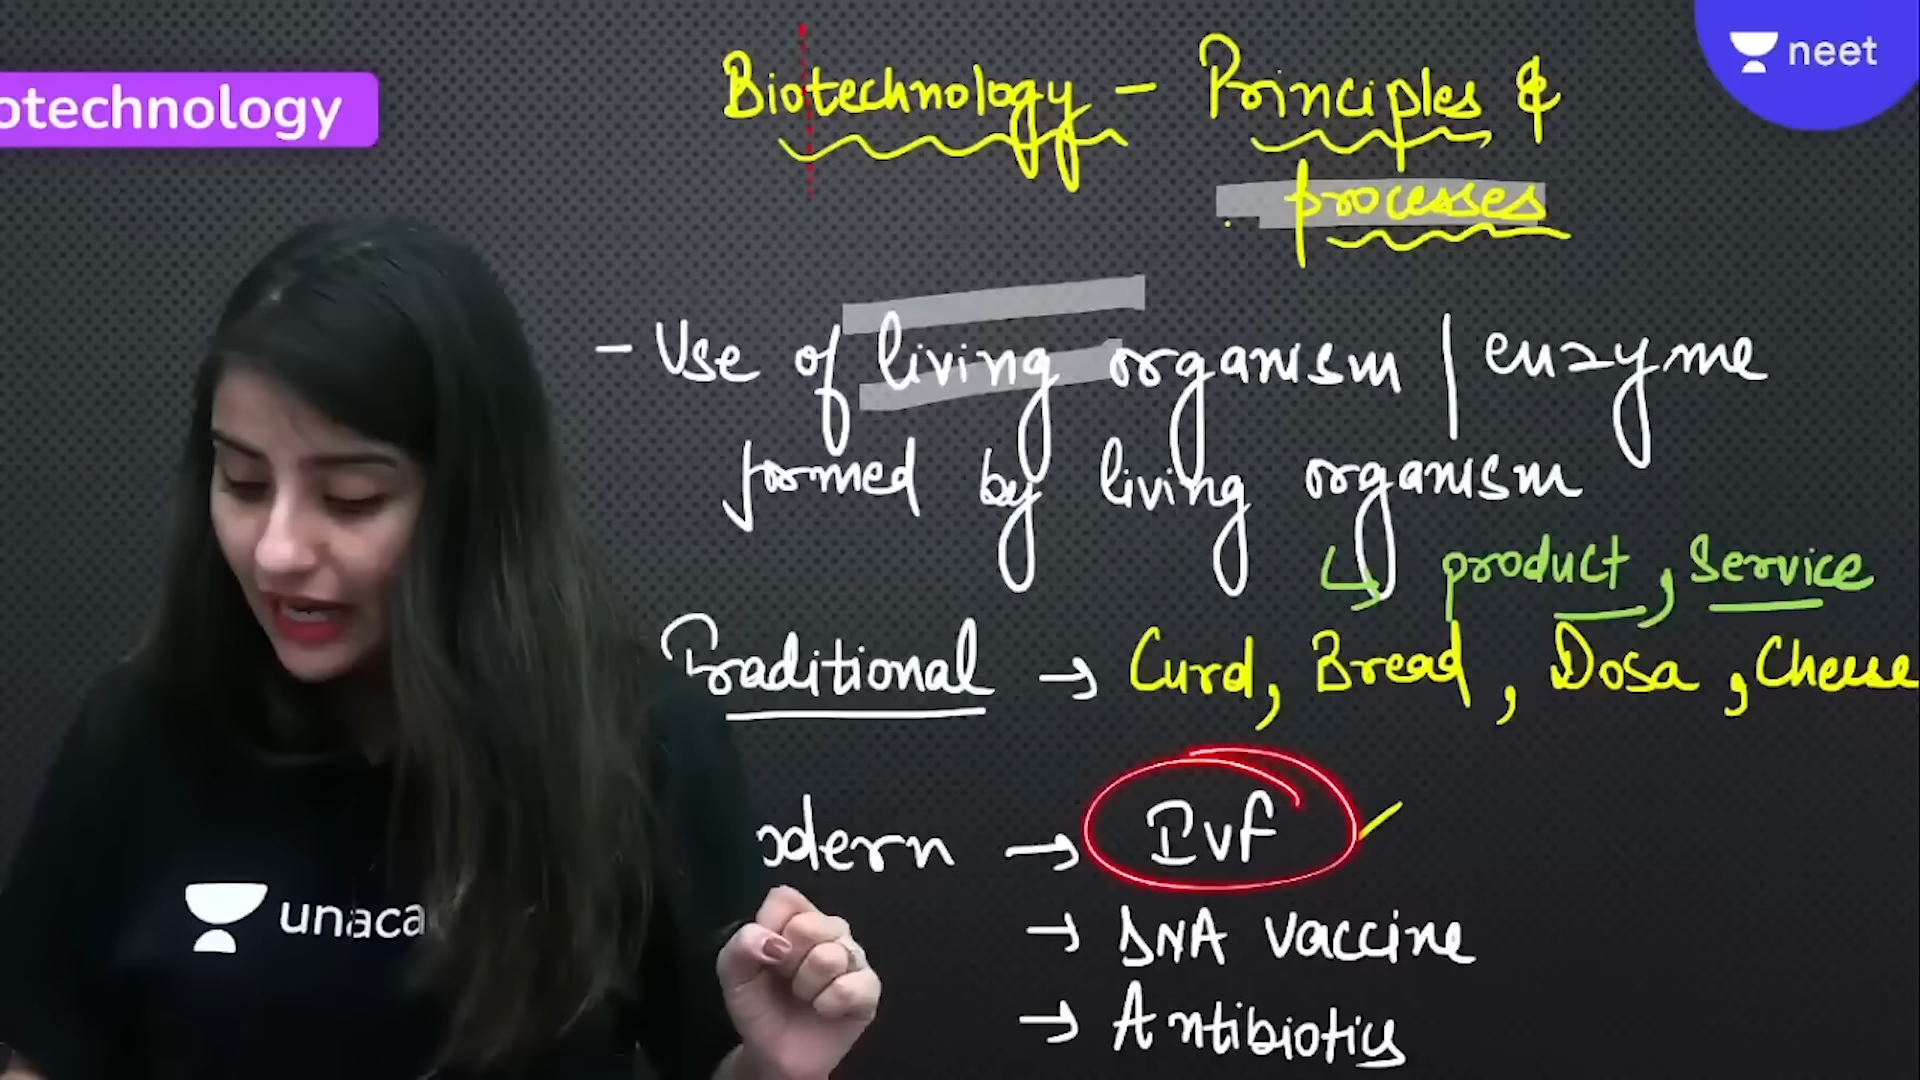 neet
otechnology
Biotechnology - Principles &
processes
- Use of living organism / enzyme
formed by living organism
↳ product, Service
Traditional → Curd, Bread, Dosa, Cheese
odern → IVF ✓
→ DNA Vaccine
→ Antibiotics
unaca